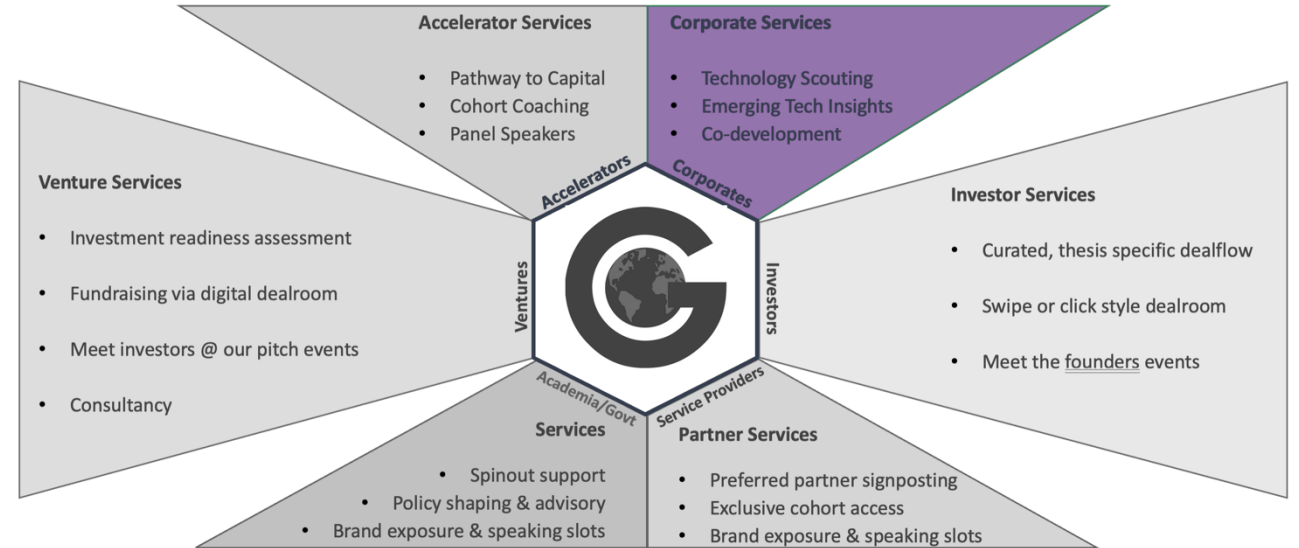 Accelerator Services
• Pathway to Capital
• Cohort Coaching
• Panel Speakers
Corporate Services
• Technology Scouting
• Emerging Tech Insights
• Co-development
Venture Services
• Investment readiness assessment
• Fundraising via digital dealroom
• Meet investors @ our pitch events
• Consultancy
Accelerators
Corporates
Ventures
Investors
Academia/Govt
Service Providers
G
Investor Services
• Curated, thesis specific dealflow
• Swipe or click style dealroom
• Meet the founders events
Services
• Spinout support
• Policy shaping & advisory
• Brand exposure & speaking slots
Partner Services
• Preferred partner signposting
• Exclusive cohort access
• Brand exposure & speaking slots